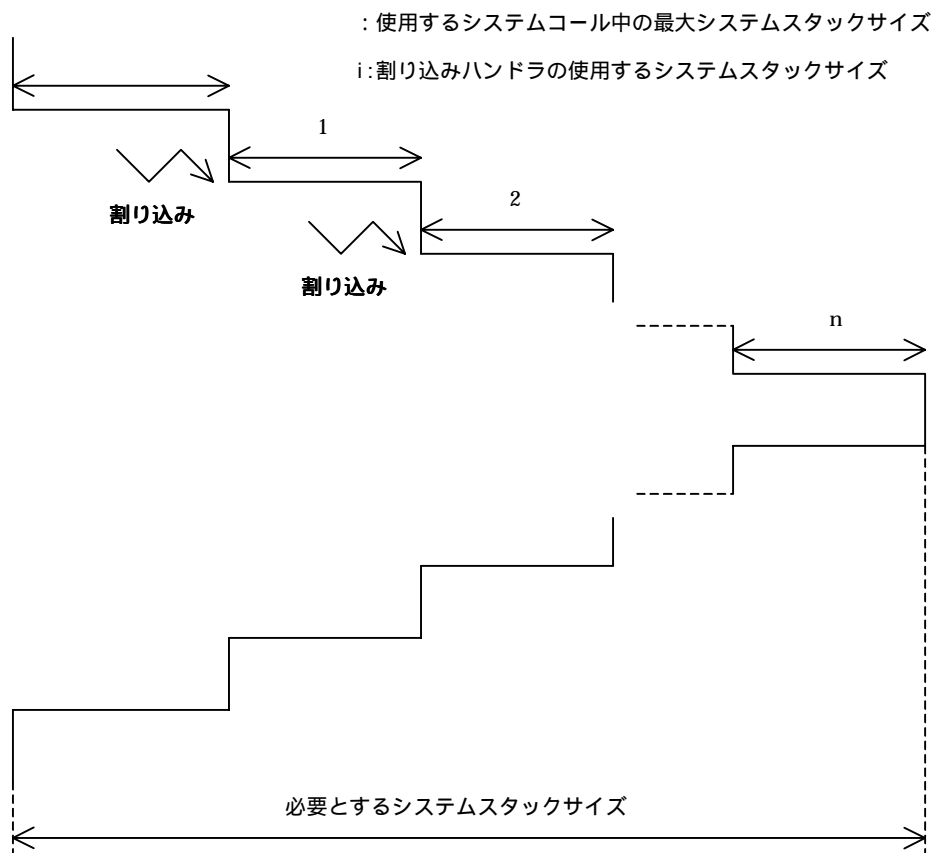 ：使用するシステムコール中の最大システムスタックサイズ
i：割り込みハンドラの使用するシステムスタックサイズ
1
割り込み
2
割り込み
n
必要とするシステムスタックサイズ